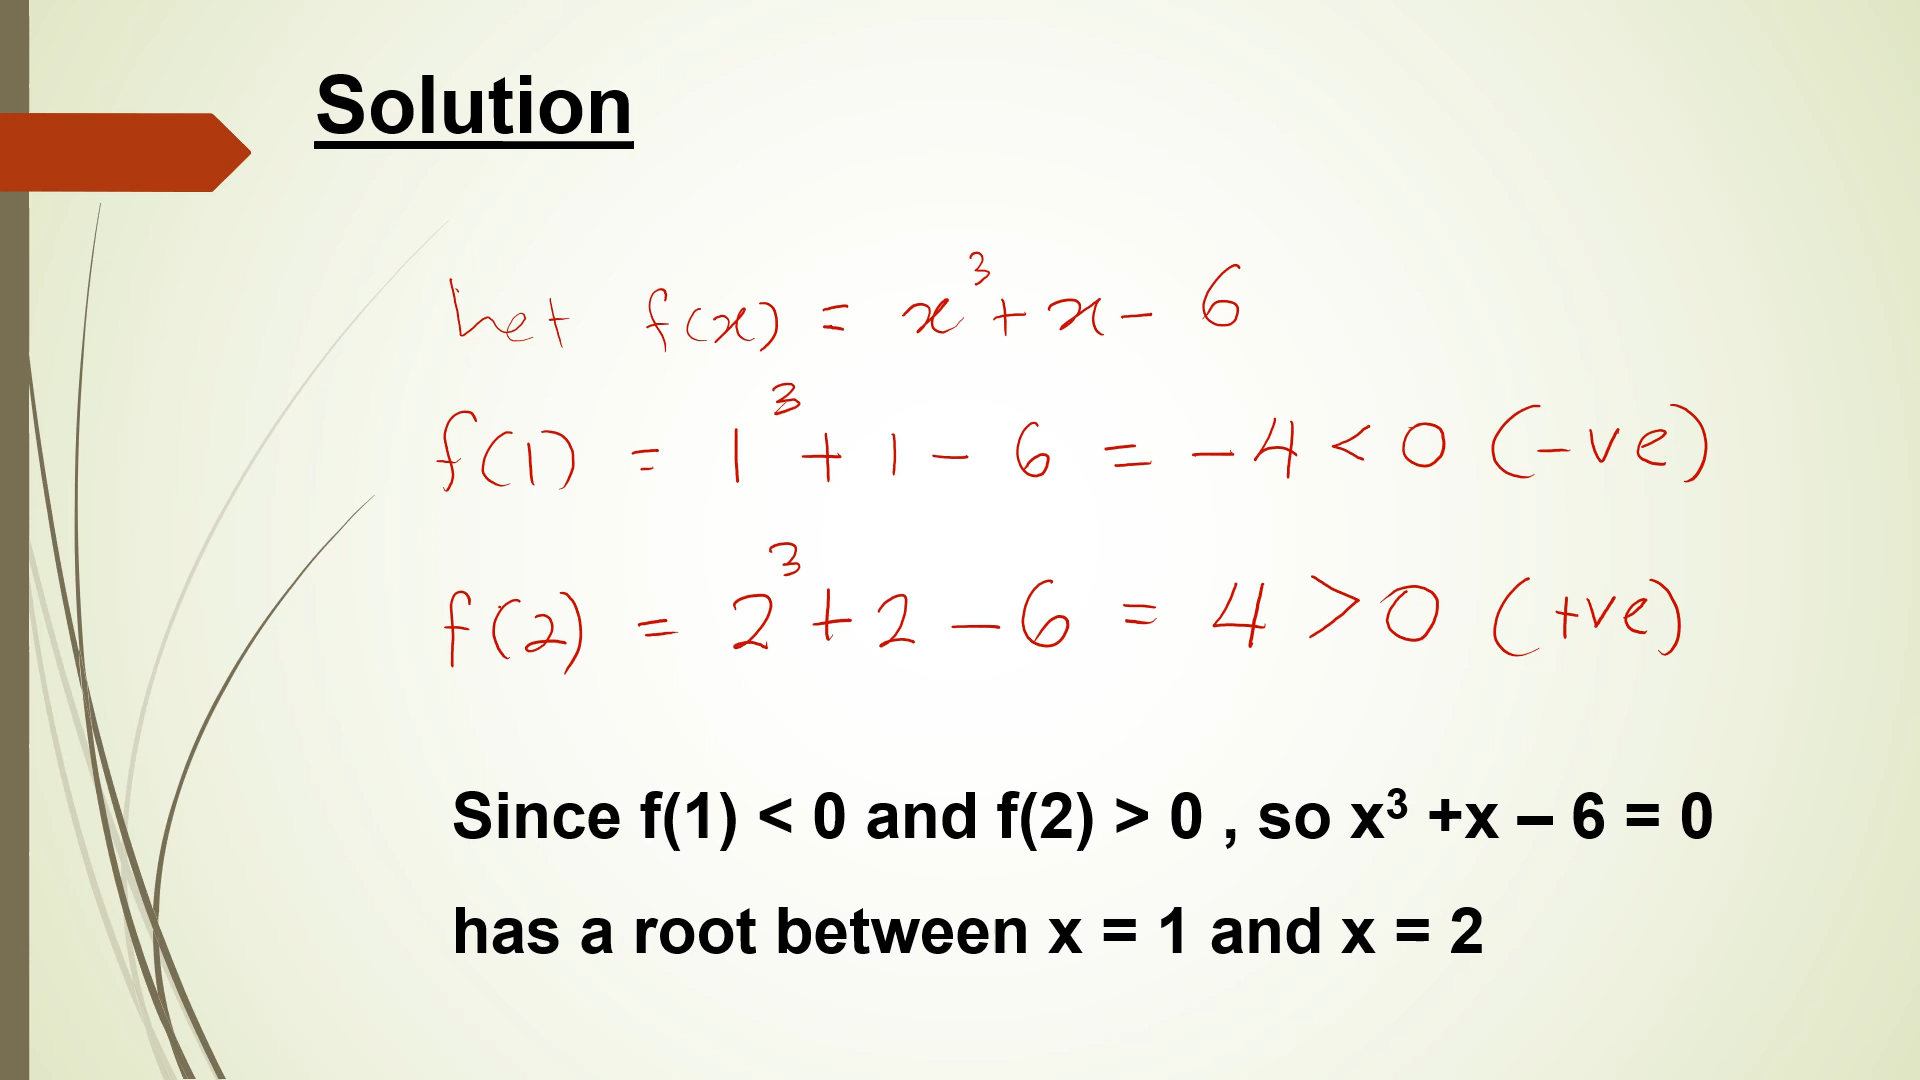 Solution
Let f(x) = x³ + x - 6
f(1) = 1³ + 1 - 6 = -4 < 0 (-ve)
f(2) = 2³ + 2 - 6 = 4 > 0 (+ve)
Since f(1) < 0 and f(2) > 0 , so x³ +x – 6 = 0
has a root between x = 1 and x = 2